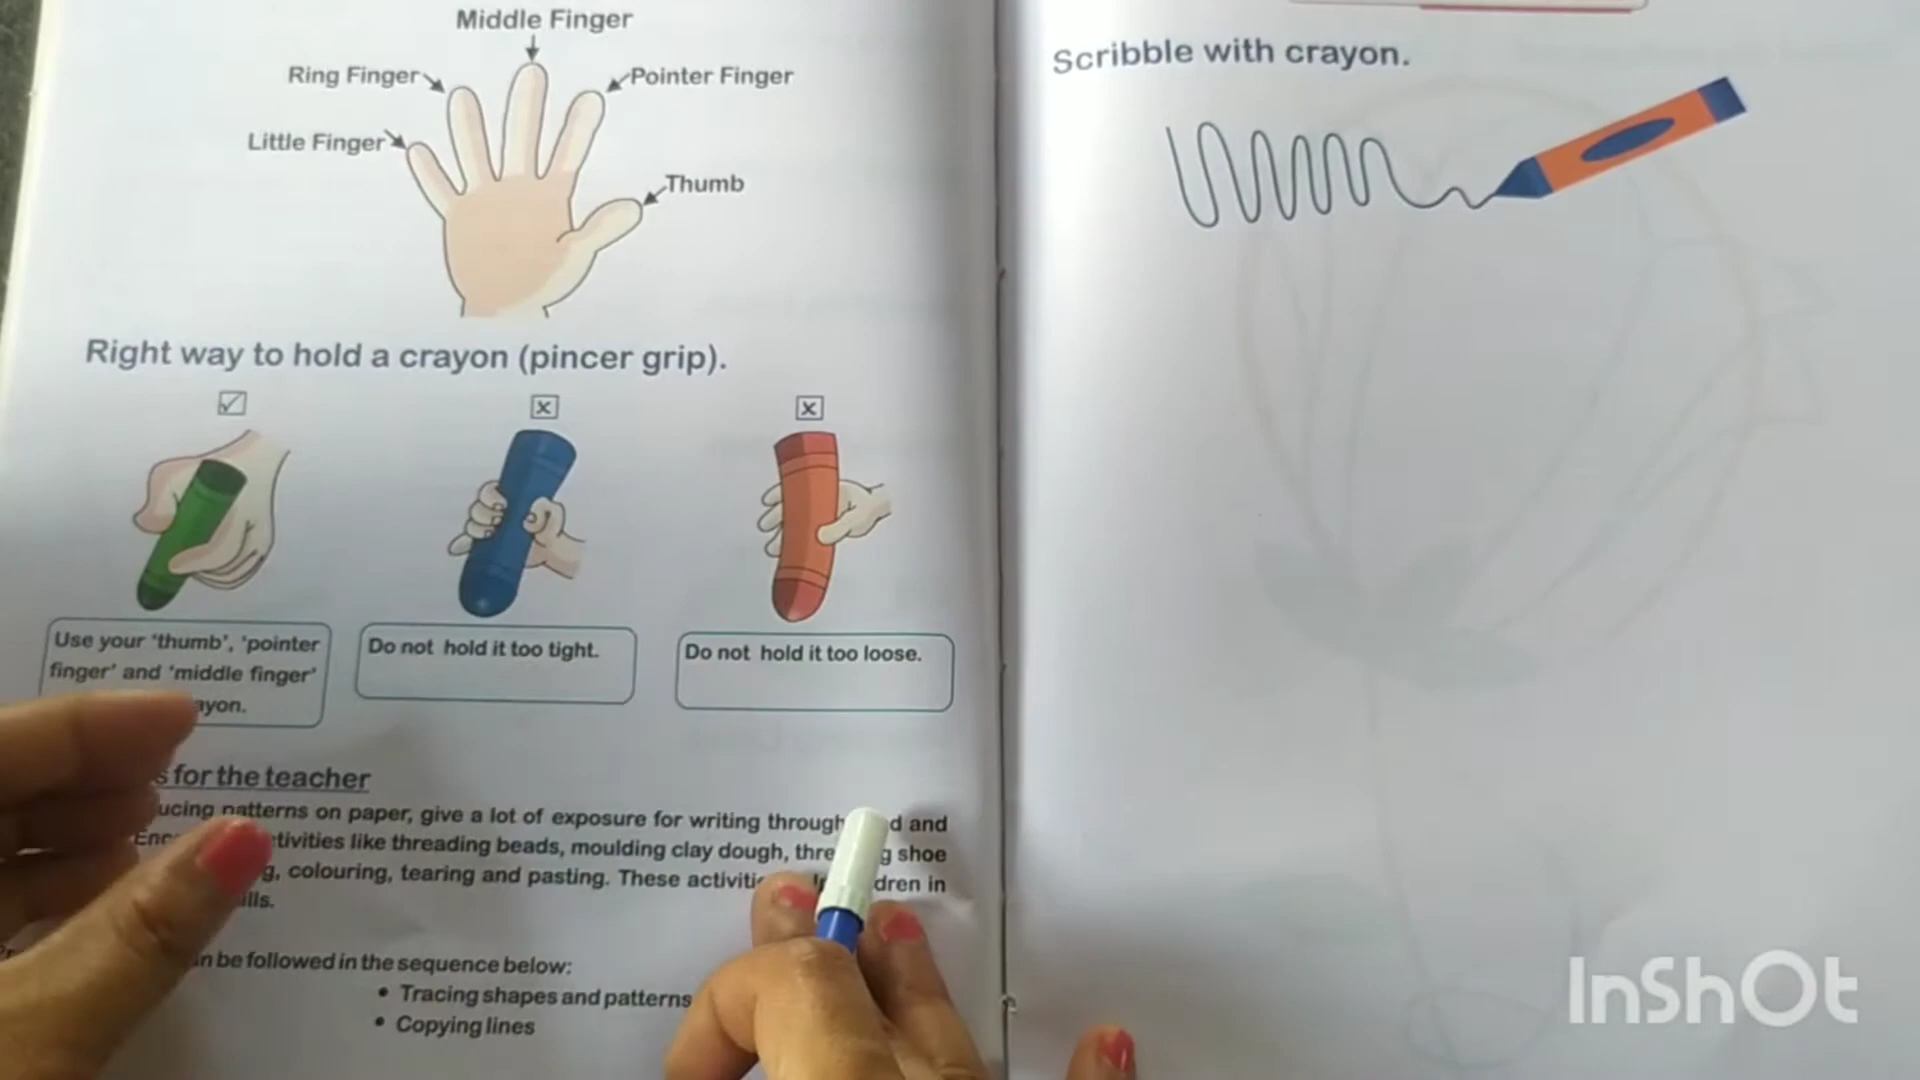 Middle Finger
Ring Finger
Pointer Finger
Little Finger
Thumb
Right way to hold a crayon (pincer grip).
Use your ‘thumb’, ‘pointer
finger’ and ‘middle finger’
Do not hold it too tight.
Do not hold it too loose.
for the teacher
patterns on paper, give a lot of exposure for writing through and
like threading beads, moulding clay dough, shoe
colouring, tearing and pasting. These in
be followed in the sequence below:
• Tracing shapes and patterns
• Copying lines
Scribble with crayon.
InShOt